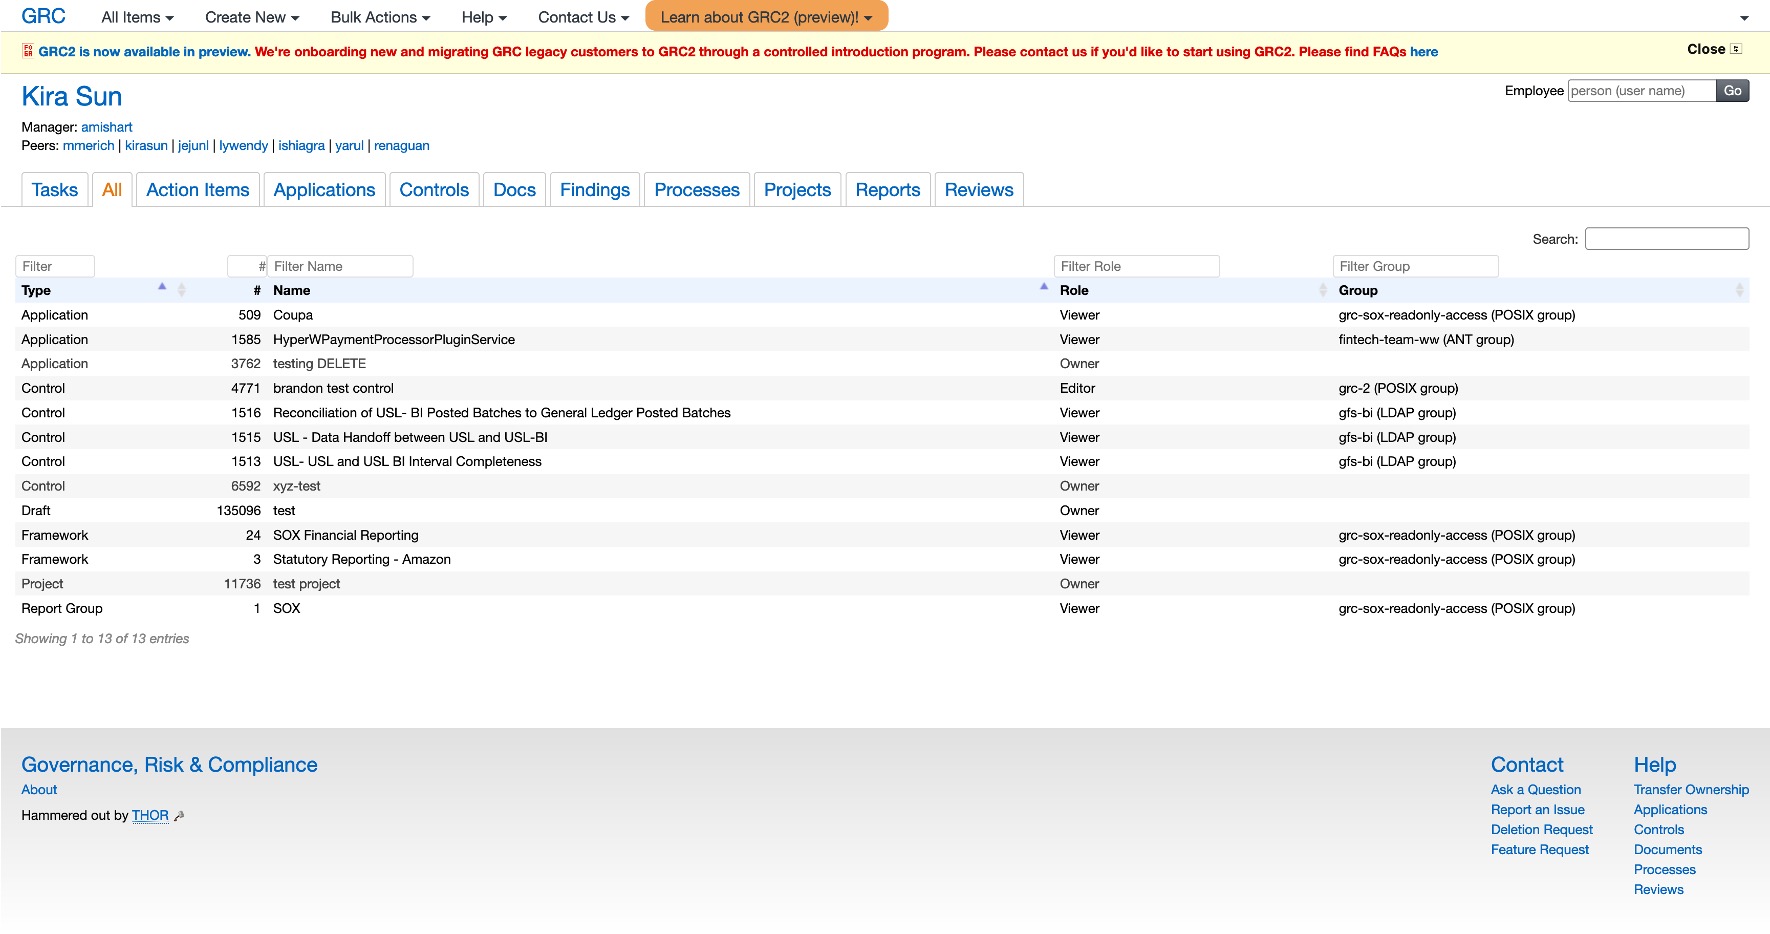 GRC All Items Create New Bulk Actions Help Contact Us Learn about GRC2 (preview)!
GRC2 is now available in preview. We're onboarding new and migrating GRC legacy customers to GRC2 through a controlled introduction program. Please contact us if you'd like to start using GRC2. Please find FAQs here Close
Kira Sun
Employee person (user name) Go
Manager: amishart
Peers: mmerich | kirasun | jejunl | lywendy | ishiagra | yarul | renaguan
Tasks All Action Items Applications Controls Docs Findings Processes Projects Reports Reviews
Search:
Filter # Filter Name Filter Role Filter Group
Type # Name Role Group
Application 509 Coupa Viewer grc-sox-readonly-access (POSIX group)
Application 1585 HyperWPaymentProcessorPluginService Viewer fintech-team-ww (ANT group)
Application 3762 testing DELETE Owner
Control 4771 brandon test control Editor grc-2 (POSIX group)
Control 1516 Reconciliation of USL- BI Posted Batches to General Ledger Posted Batches Viewer gfs-bi (LDAP group)
Control 1515 USL - Data Handoff between USL and USL-BI Viewer gfs-bi (LDAP group)
Control 1513 USL- USL and USL BI Interval Completeness Viewer gfs-bi (LDAP group)
Control 6592 xyz-test Owner
Draft 135096 test Owner
Framework 24 SOX Financial Reporting Viewer grc-sox-readonly-access (POSIX group)
Framework 3 Statutory Reporting - Amazon Viewer grc-sox-readonly-access (POSIX group)
Project 11736 test project Owner
Report Group 1 SOX Viewer grc-sox-readonly-access (POSIX group)
Showing 1 to 13 of 13 entries
Governance, Risk & Compliance
About
Hammered out by THOR
Contact
Ask a Question
Report an Issue
Deletion Request
Feature Request
Help
Transfer Ownership
Applications
Controls
Documents
Processes
Reviews